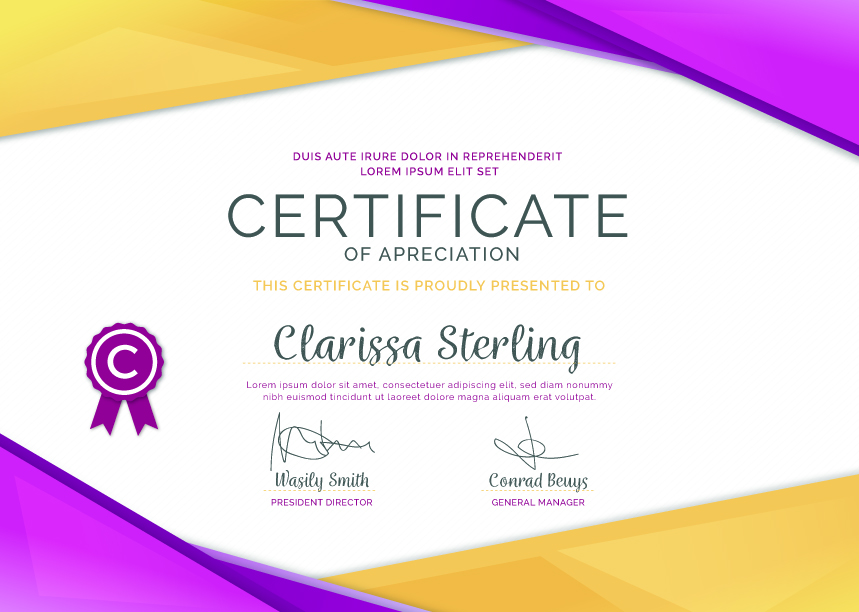 DUIS AUTE IRURE DOLOR IN REPREHENDERIT
LOREM IPSUM ELIT SET
CERTIFICATE
OF APRECIATION
THIS CERTIFICATE IS PROUDLY PRESENTED TO
Clarissa Sterling
C
Lorem ipsum dolor sit amet, consectetuer adipiscing elit, sed diam nonummy
nibh euismod tincidunt ut laoreet dolore magna aliquam erat volutpat.
Wasily Smith
PRESIDENT DIRECTOR
Conrad Beuys
GENERAL MANAGER